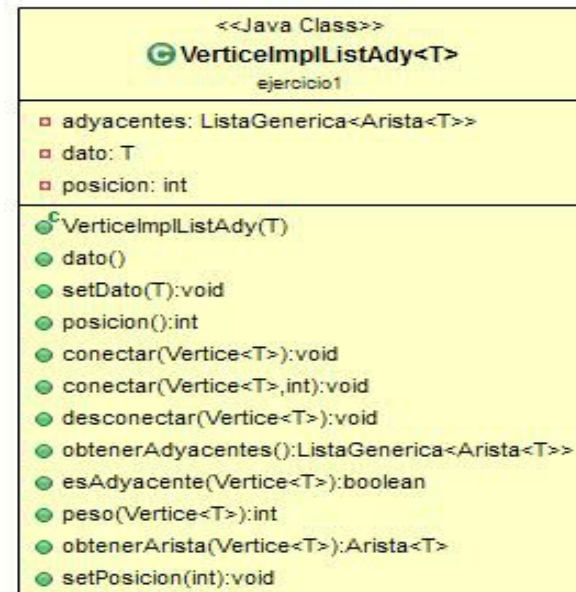 <<Java Class>>
C VerticeImplListAdy<T>
ejercicio1
adyacentes: ListaGenerica<Arista<T>>
dato: T
posicion: int
C VerticeImplListAdy(T)
dato()
setDato(T):void
posicion():int
conectar(Vertice<T>):void
conectar(Vertice<T>,int):void
desconectar(Vertice<T>):void
obtenerAdyacentes():ListaGenerica<Arista<T>>
esAdyacente(Vertice<T>):boolean
peso(Vertice<T>):int
obtenerArista(Vertice<T>):Arista<T>
setPosicion(int):void